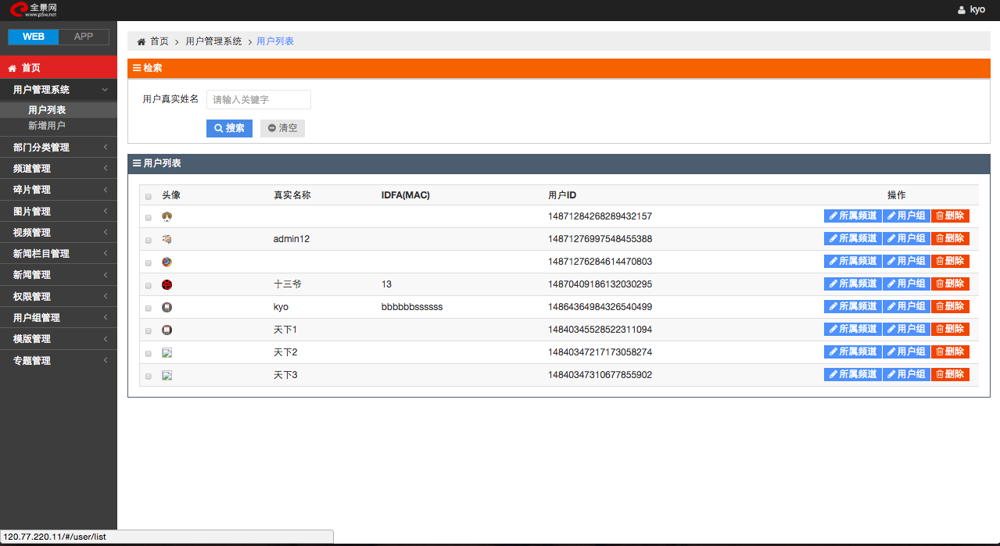 全景网
www.p5w.net
kyo
WEB APP
首页
用户管理系统
用户列表
新增用户
部门分类管理
频道管理
碎片管理
图片管理
视频管理
新闻栏目管理
新闻管理
权限管理
用户组管理
模版管理
专题管理
首页 > 用户管理系统 > 用户列表
检索
用户真实姓名 请输入关键字
搜索 清空
用户列表
头像 真实名称 IDFA(MAC) 用户ID 操作
14871284268289432157 所属频道 用户组 删除
admin12 14871276997548455388 所属频道 用户组 删除
14871276284614470803 所属频道 用户组 删除
十三爷 13 14870409186132030295 所属频道 用户组 删除
kyo bbbbbbssssss 14864364984326540499 所属频道 用户组 删除
天下1 14840345528522311094 所属频道 用户组 删除
天下2 14840347217173058274 所属频道 用户组 删除
天下3 14840347310677855902 所属频道 用户组 删除
120.77.220.11/#/user/list